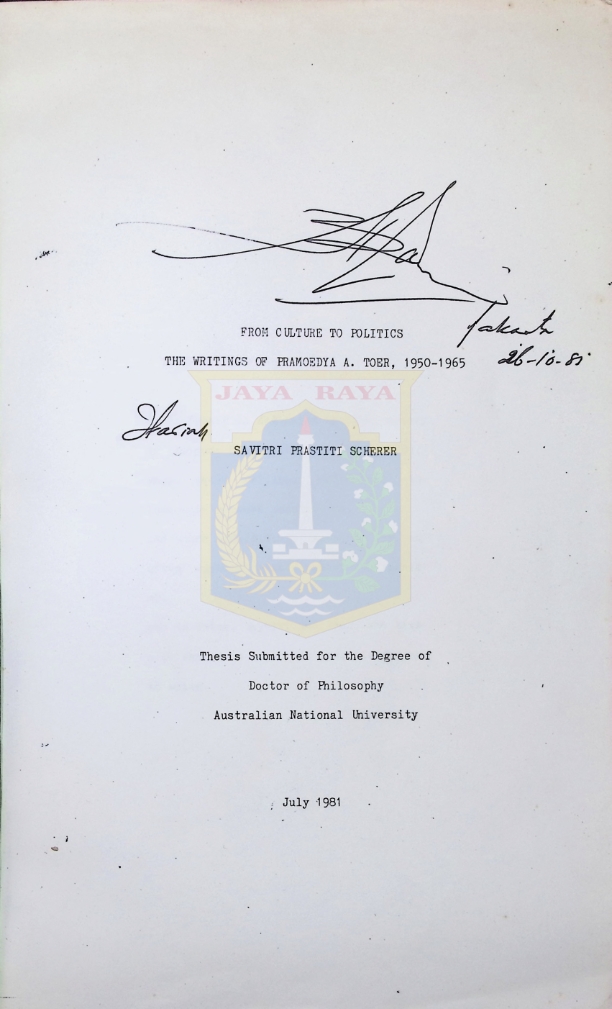 FROM CULTURE TO POLITICS
Jakarta
THE WRITINGS OF PRAMOEDYA A. TOER, 1950-1965
26-10-81
JAYA RAYA
SAVITRI PRASTITI SCHERER
Thesis Submitted for the Degree of
Doctor of Philosophy
Australian National University
July 1981